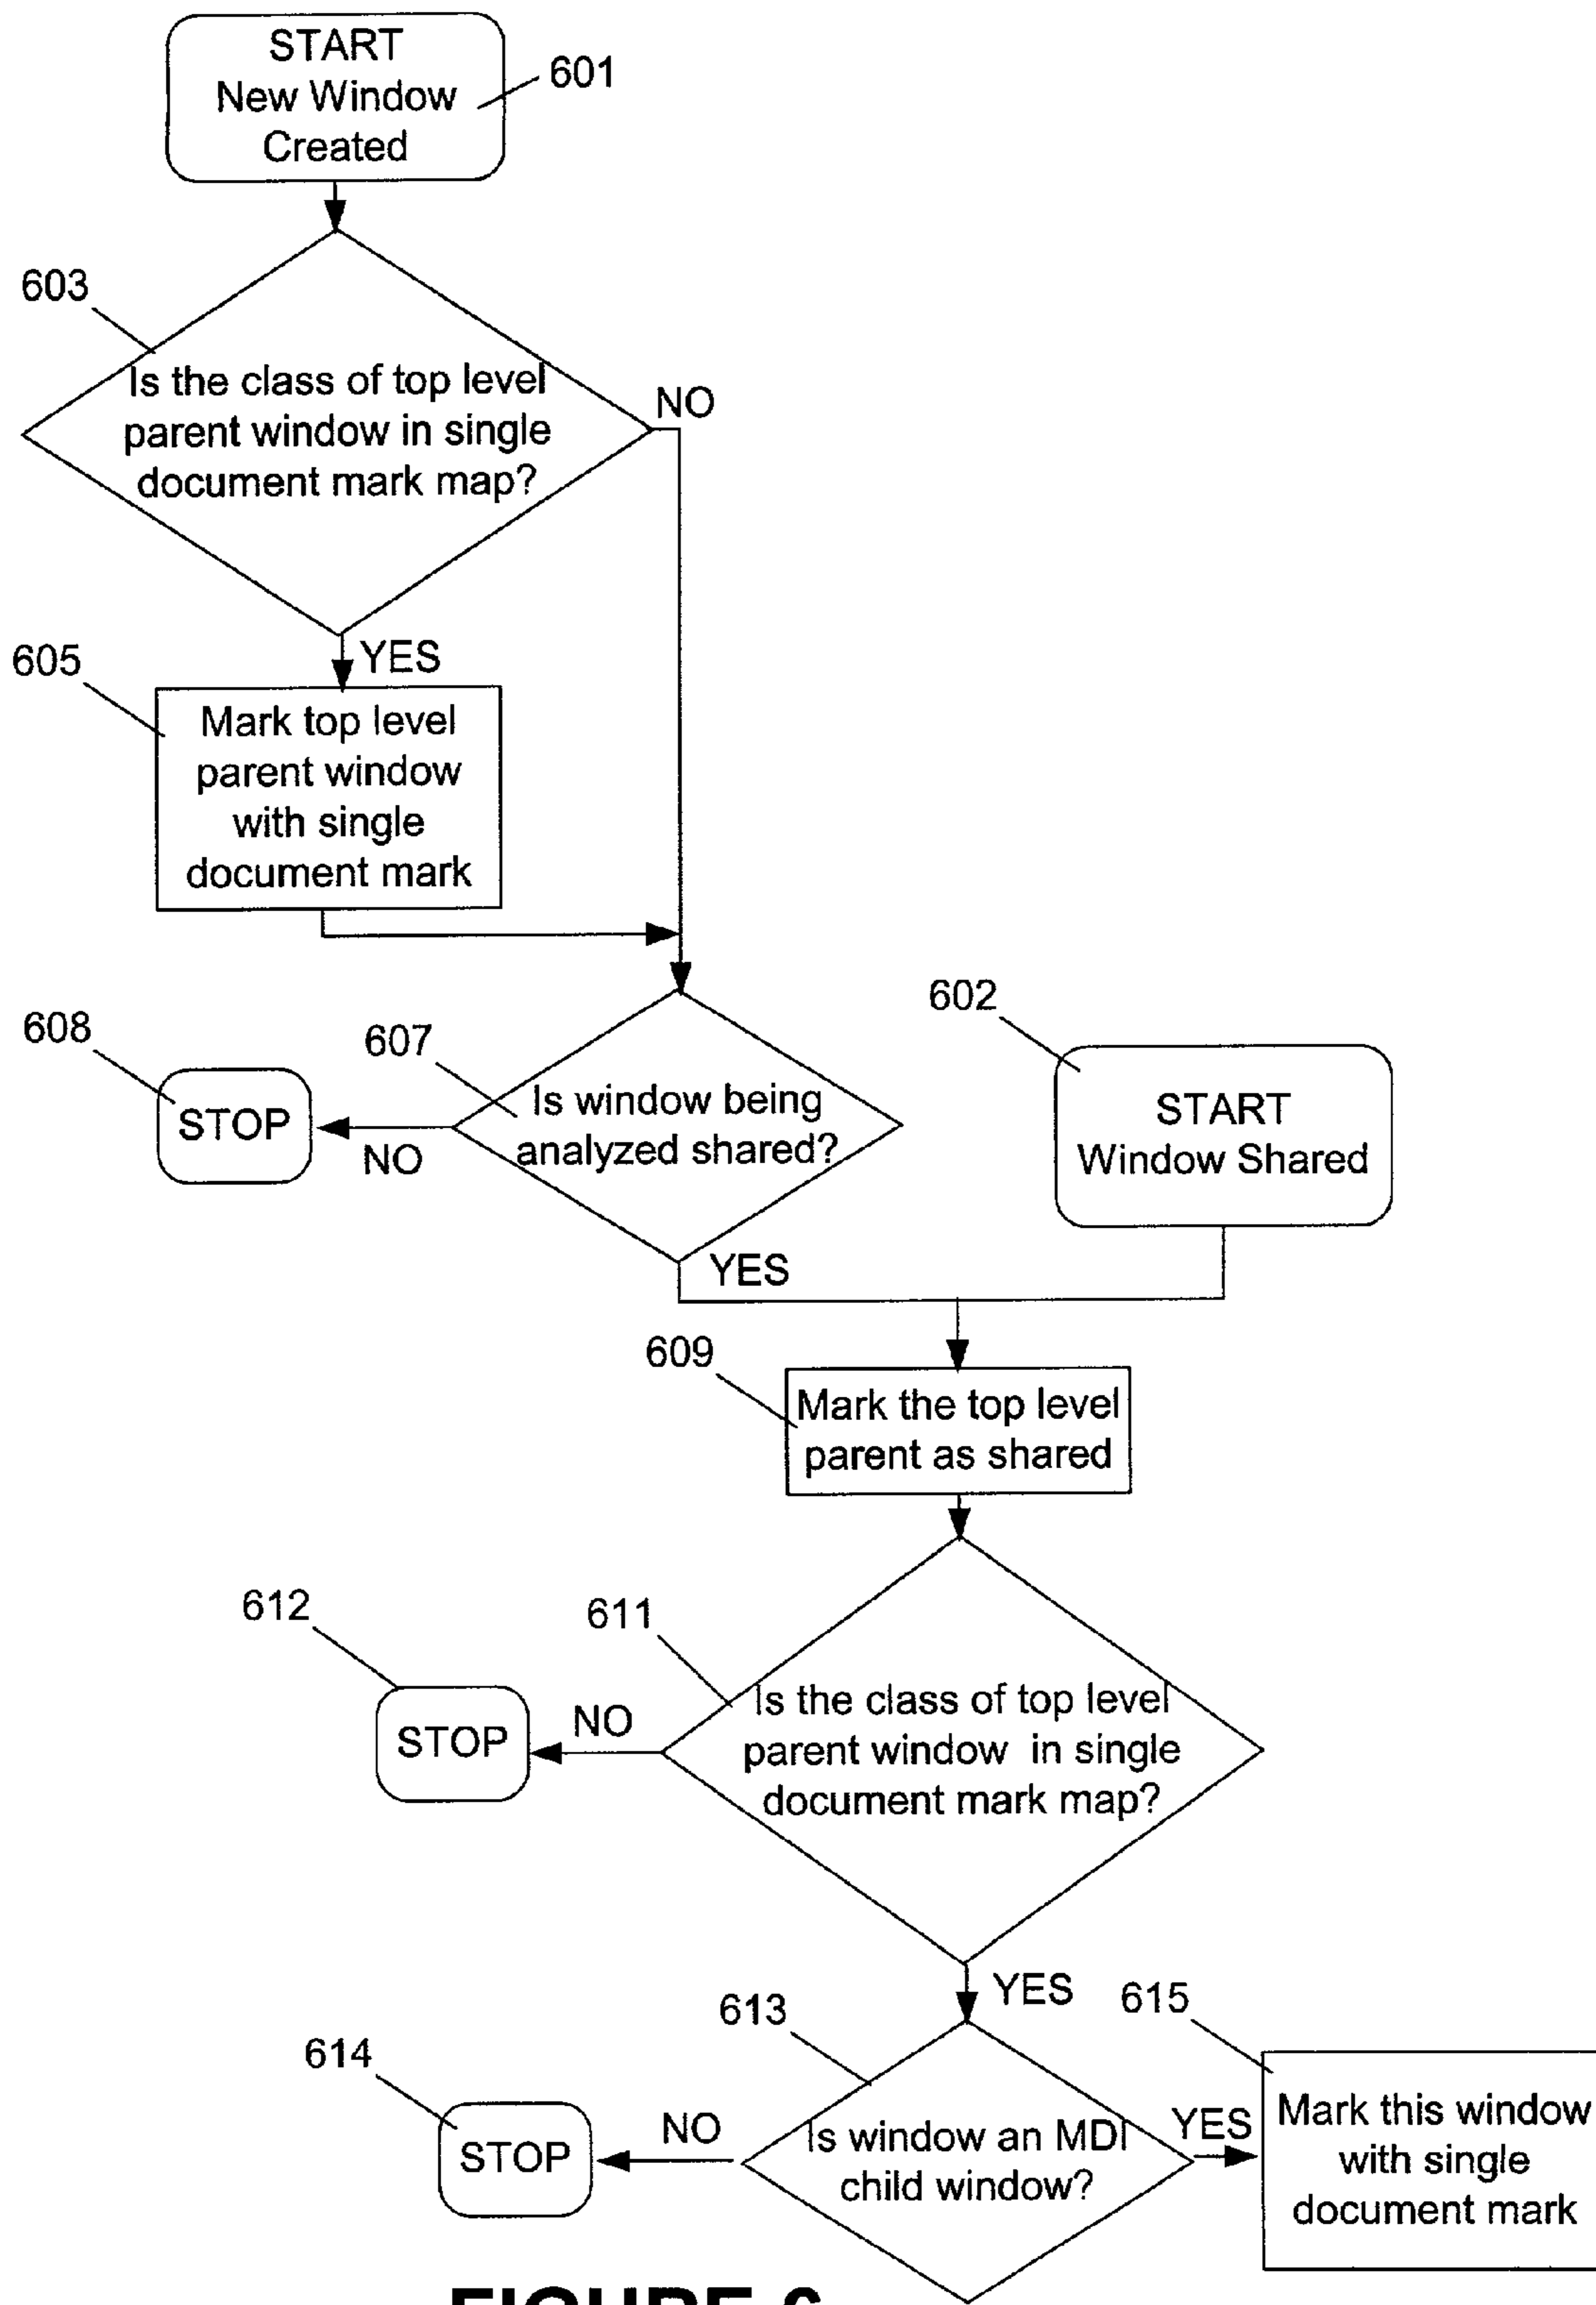 START
New Window
Created
601
603
Is the class of top level
parent window in single
document mark map?
NO
YES
605
Mark top level
parent window
with single
document mark
602
608
607
STOP
NO
Is window being
analyzed shared?
START
Window Shared
YES
609
Mark the top level
parent as shared
612
611
STOP
NO
Is the class of top level
parent window in single
document mark map?
YES
615
613
614
STOP
NO
Is window an MDI
child window?
YES
Mark this window
with single
document mark
FIGURE 6